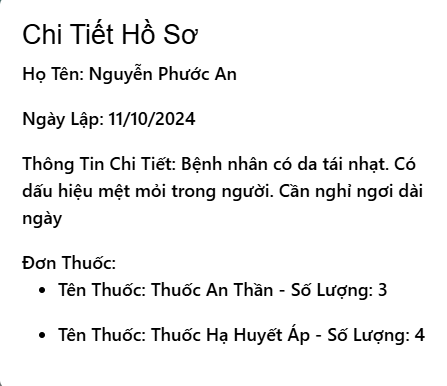 Chi Tiết Hồ Sơ
Họ Tên: Nguyễn Phước An
Ngày Lập: 11/10/2024
Thông Tin Chi Tiết: Bệnh nhân có da tái nhạt. Có
dấu hiệu mệt mỏi trong người. Cần nghỉ ngơi dài
ngày
Đơn Thuốc:
• Tên Thuốc: Thuốc An Thần - Số Lượng: 3
• Tên Thuốc: Thuốc Hạ Huyết Áp - Số Lượng: 4